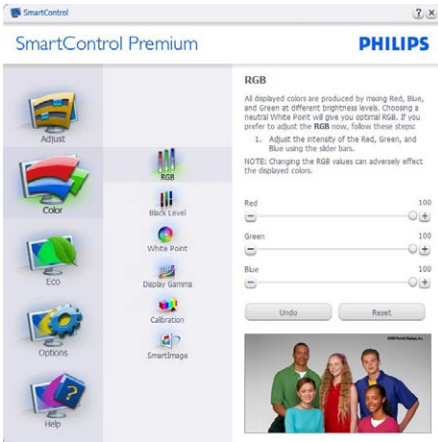 SmartControl
SmartControl Premium
PHILIPS
Adjust
Color
Eco
Options
Help
RGB
Black Level
White Point
Display Gamma
Calibration
SmartImage
RGB
All displayed colors are produced by mixing Red, Blue,
and Green at different brightness levels. Choosing a
neutral White Point will give you optimal RGB. If you
prefer to adjust the RGB now, follow these steps:
1. Adjust the intensity of the Red, Green, and
Blue using the slider bars.
NOTE: Changing the RGB values can adversely effect
the displayed colors.
Red 100
Green 100
Blue 100
Undo Reset